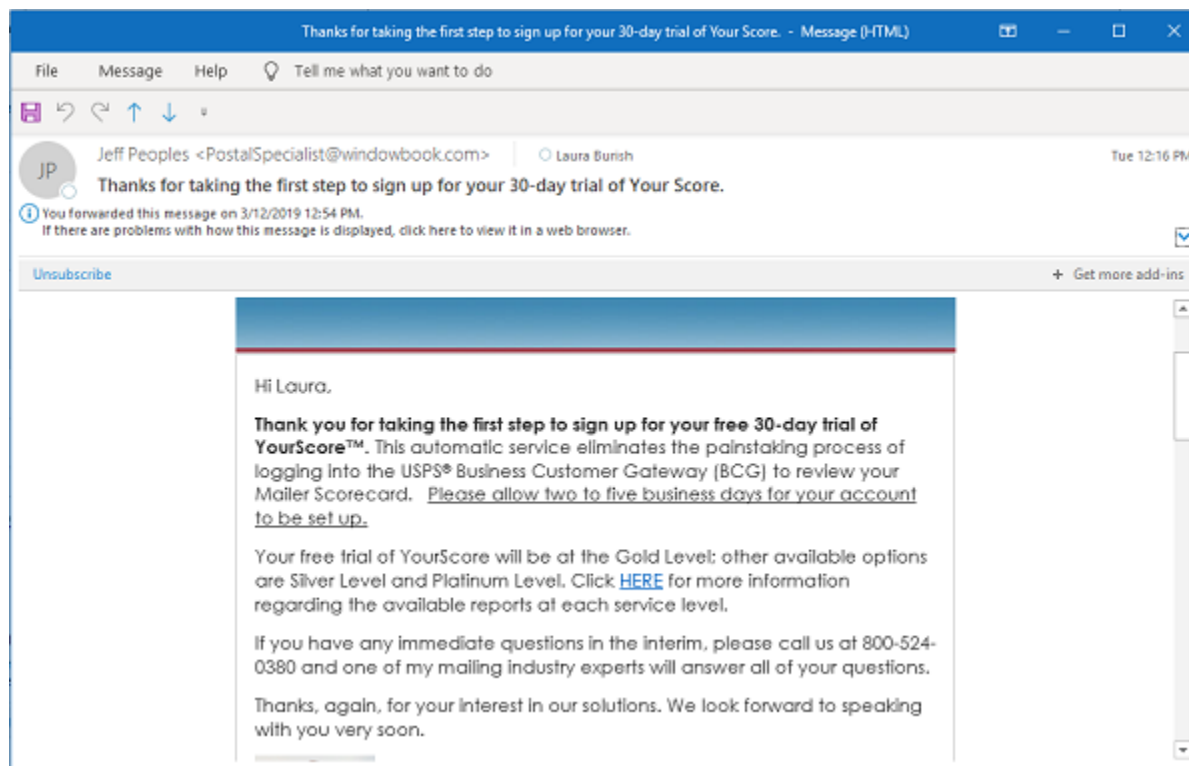 Thanks for taking the first step to sign up for your 30-day trial of Your Score. - Message (HTML)
File Message Help Tell me what you want to do
JP
Jeff Peoples <PostalSpecialist@windowbook.com> Laura Burish
Tue 12:16 PM
Thanks for taking the first step to sign up for your 30-day trial of Your Score.
You forwarded this message on 3/12/2019 12:54 PM.
If there are problems with how this message is displayed, click here to view it in a web browser.
Unsubscribe + Get more add-ins
Hi Laura,
Thank you for taking the first step to sign up for your free 30-day trial of
YourScore™. This automatic service eliminates the painstaking process of
logging into the USPS® Business Customer Gateway (BCG) to review your
Mailer Scorecard. Please allow two to five business days for your account
to be set up.
Your free trial of YourScore will be at the Gold Level; other available options
are Silver Level and Platinum Level. Click HERE for more information
regarding the available reports at each service level.
If you have any immediate questions in the interim, please call us at 800-524-
0380 and one of my mailing industry experts will answer all of your questions.
Thanks, again, for your interest in our solutions. We look forward to speaking
with you very soon.